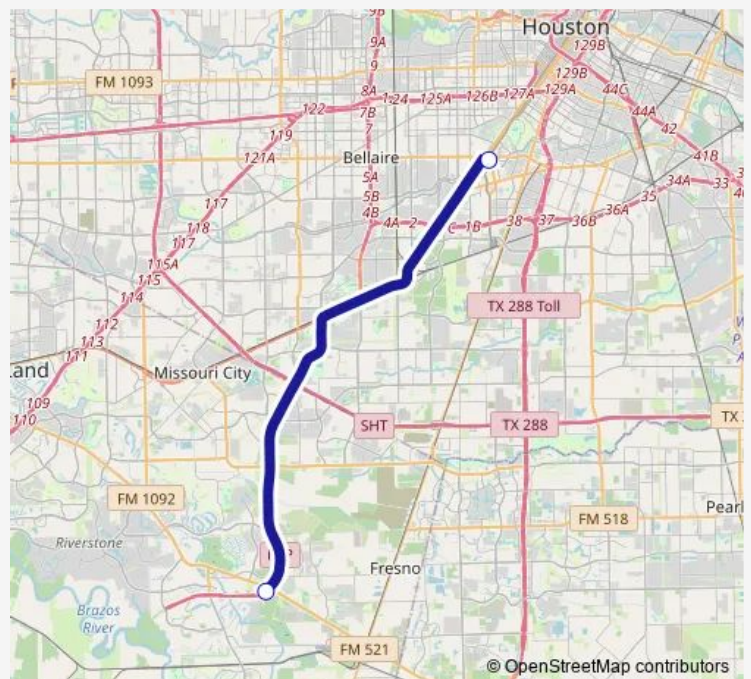 Houston
9B
9A
9
129B
129B
FM 1093
8A
124
125A
126B
127A
129A
44C
44A
122
7B
7
119
42
121A
Bellaire
41B
5A
5B
4B
34A
33
35
117
4A
2
1B
38
37
36B
36A
118
117
115A
115
114
TX 288 Toll
112
113
111
Missouri City
109
110
SHT
TX 288
FM 1092
FM 518
Riverstone
Fresno
Brazos
River
FM 521
© OpenStreetMap contributors